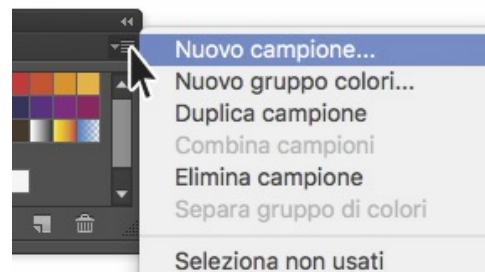 Nuovo campione...
Nuovo gruppo colori...
Duplica campione
Combina campioni
Elimina campione
Separa gruppo di colori
Seleziona non usati